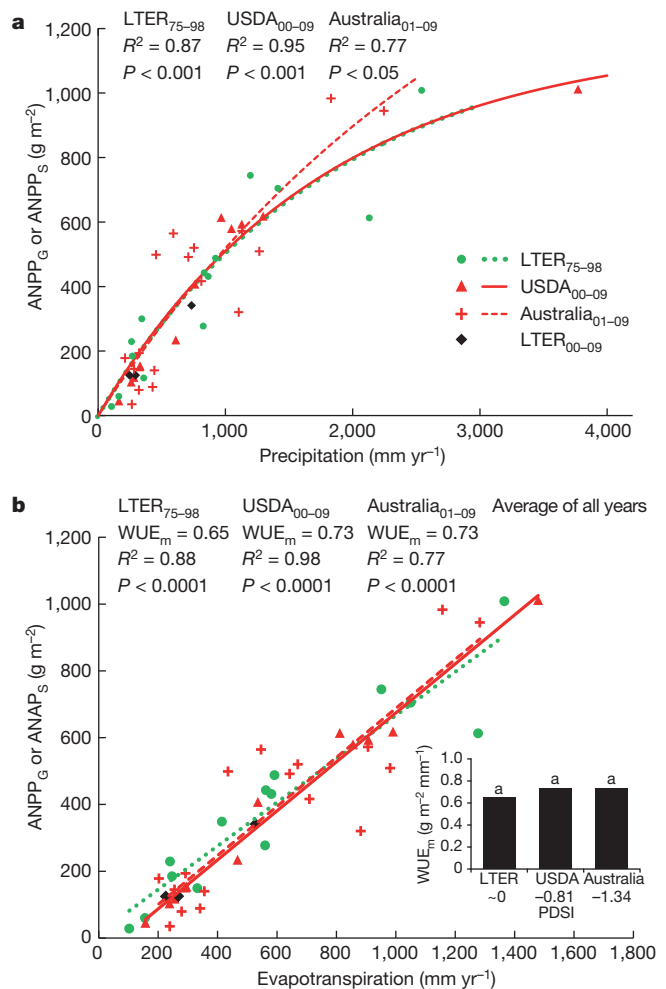 a
LTER75–98 USDA00–09 Australia01–09
R2 = 0.87 R2 = 0.95 R2 = 0.77
P < 0.001 P < 0.001 P < 0.05
1,200
1,000
800
600
400
200
0
ANPPG or ANPPS (g m−2)
LTER75–98
USDA00–09
Australia01–09
LTER00–09
0 1,000 2,000 3,000 4,000
Precipitation (mm yr−1)
b
LTER75–98 USDA00–09 Australia01–09 Average of all years
WUEm = 0.65 WUEm = 0.73 WUEm = 0.73
R2 = 0.88 R2 = 0.98 R2 = 0.77
P < 0.0001 P < 0.0001 P < 0.0001
1,200
1,000
800
600
400
200
0
ANPPG or ANAPS (g m−2)
1.0
0.8
0.6
0.4
0.2
0
WUEm (g m−2 mm−1)
a a a
LTER USDA Australia
~0 −0.81 −1.34
PDSI
0 200 400 600 800 1,000 1,200 1,400 1,600 1,800
Evapotranspiration (mm yr−1)